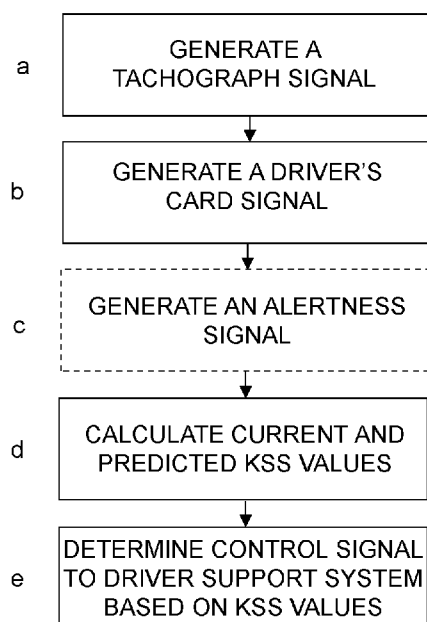 a
GENERATE A
TACHOGRAPH SIGNAL
b
GENERATE A DRIVER'S
CARD SIGNAL
c
GENERATE AN ALERTNESS
SIGNAL
d
CALCULATE CURRENT AND
PREDICTED KSS VALUES
e
DETERMINE CONTROL SIGNAL
TO DRIVER SUPPORT SYSTEM
BASED ON KSS VALUES